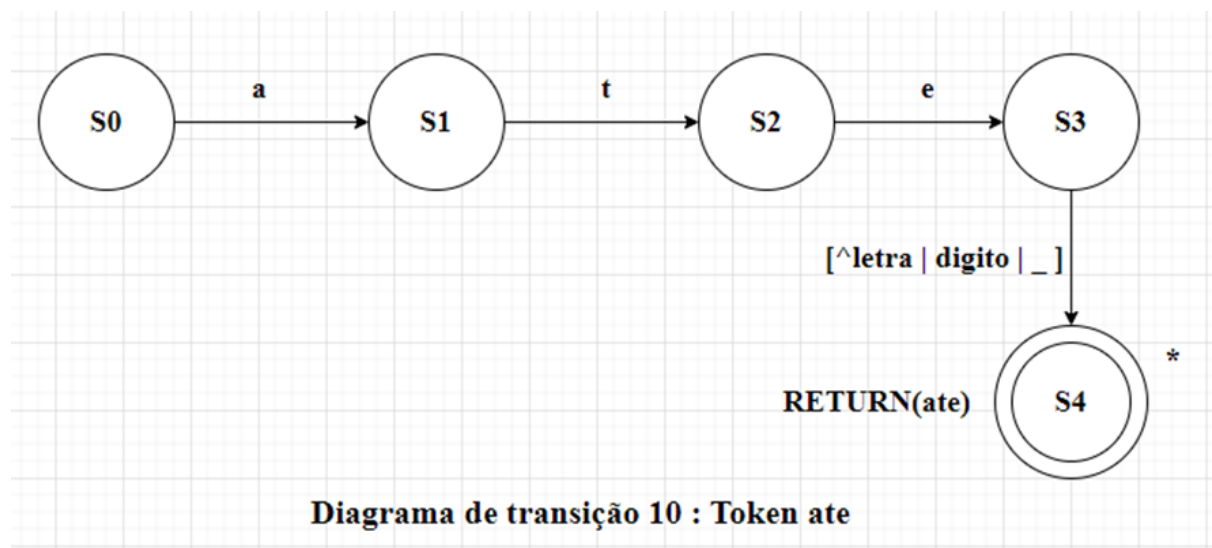 a
t
e
S0
S1
S2
S3
[^letra | digito | _ ]
*
RETURN(ate)
S4
Diagrama de transição 10 : Token ate